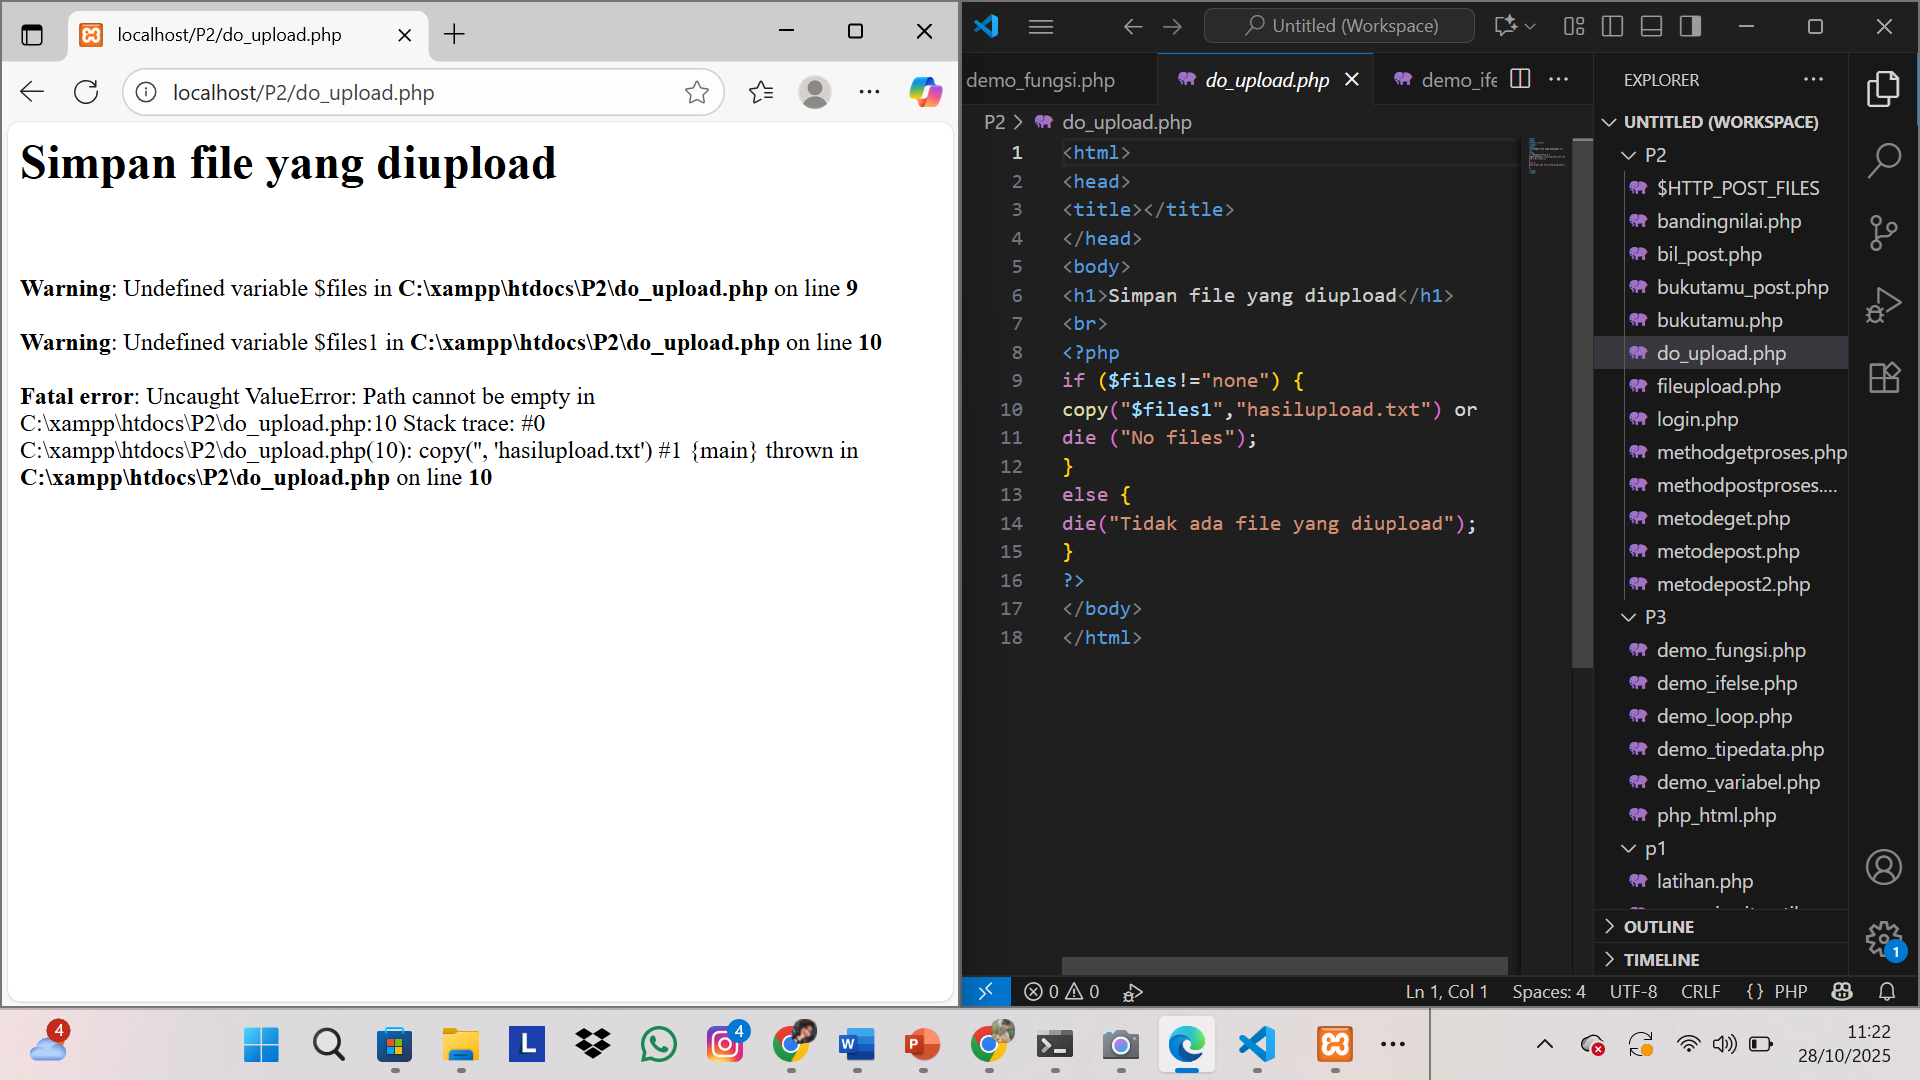 localhost/P2/do_upload.php
localhost/P2/do_upload.php
Simpan file yang diupload
Warning: Undefined variable $files in C:\xampp\htdocs\P2\do_upload.php on line 9
Warning: Undefined variable $files1 in C:\xampp\htdocs\P2\do_upload.php on line 10
Fatal error: Uncaught ValueError: Path cannot be empty in
C:\xampp\htdocs\P2\do_upload.php:10 Stack trace: #0
C:\xampp\htdocs\P2\do_upload.php(10): copy('', 'hasilupload.txt') #1 {main} thrown in
C:\xampp\htdocs\P2\do_upload.php on line 10
Untitled (Workspace)
demo_fungsi.php
do_upload.php
demo_ife
P2 > do_upload.php
1 <html>
2 <head>
3 <title></title>
4 </head>
5 <body>
6 <h1>Simpan file yang diupload</h1>
7 <br>
8 <?php
9 if ($files!="none") {
10 copy("$files1","hasilupload.txt") or
11 die ("No files");
12 }
13 else {
14 die("Tidak ada file yang diupload");
15 }
16 ?>
17 </body>
18 </html>
EXPLORER
UNTITLED (WORKSPACE)
P2
$HTTP_POST_FILES
bandingnilai.php
bil_post.php
bukutamu_post.php
bukutamu.php
do_upload.php
fileupload.php
login.php
methodgetproses.php
methodpostproses....
metodeget.php
metodepost.php
metodepost2.php
P3
demo_fungsi.php
demo_ifelse.php
demo_loop.php
demo_tipedata.php
demo_variabel.php
php_html.php
p1
latihan.php
OUTLINE
TIMELINE
1
0 0
Ln 1, Col 1 Spaces: 4 UTF-8 CRLF {} PHP
4
L
4
W
P
11:22
28/10/2025